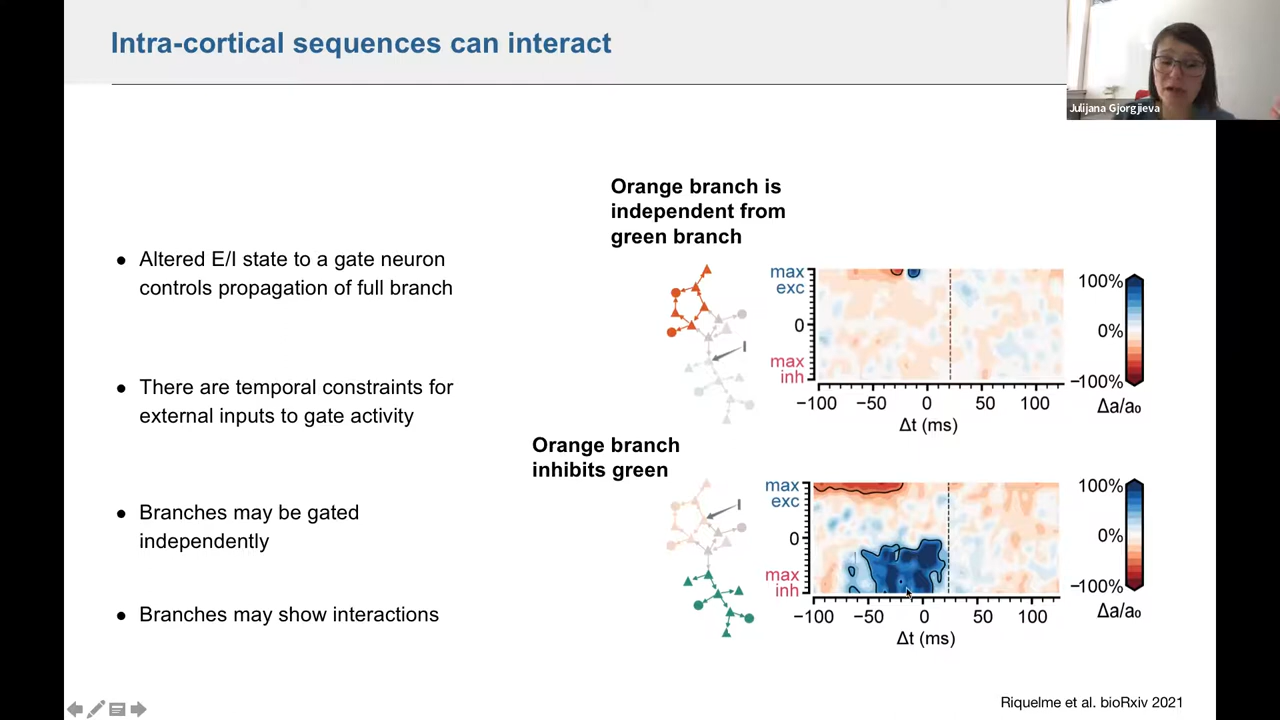 Intra-cortical sequences can interact
Julijana Gjorgjieva
Orange branch is
independent from
green branch
● Altered E/I state to a gate neuron
controls propagation of full branch
● There are temporal constraints for
external inputs to gate activity
● Branches may be gated
independently
● Branches may show interactions
I
max
exc
0
max
inh
−100 −50 0 50 100
Δt (ms)
100%
0%
−100%
Δa/a₀
Orange branch
inhibits green
I
max
exc
0
max
inh
−100 −50 0 50 100
Δt (ms)
100%
0%
−100%
Δa/a₀
Riquelme et al. bioRxiv 2021